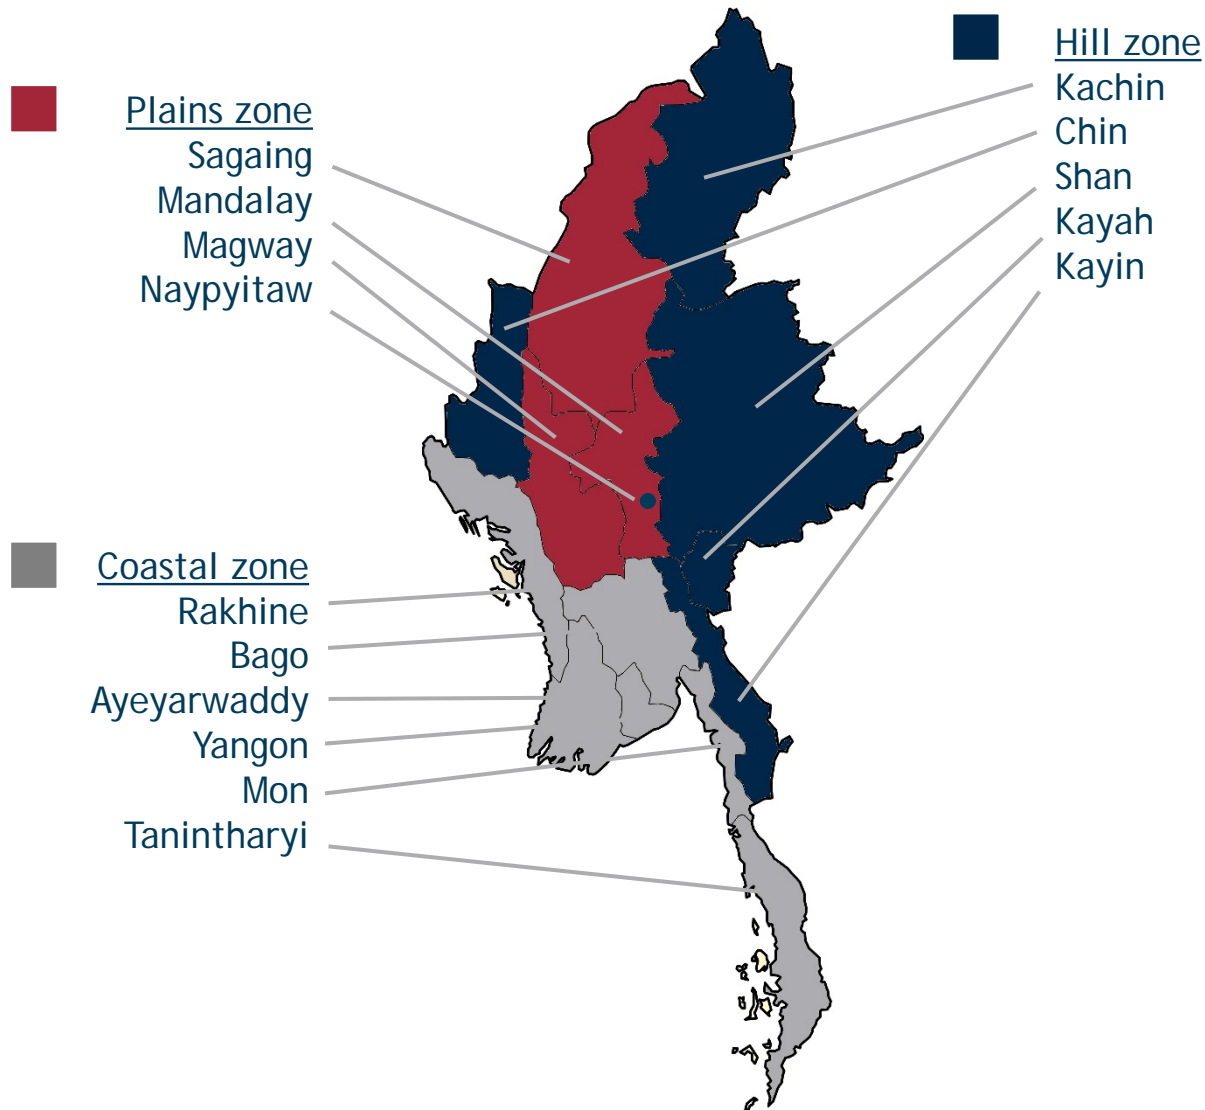 Plains zone
Sagaing
Mandalay
Magway
Naypyitaw
Hill zone
Kachin
Chin
Shan
Kayah
Kayin
Coastal zone
Rakhine
Bago
Ayeyarwaddy
Yangon
Mon
Tanintharyi